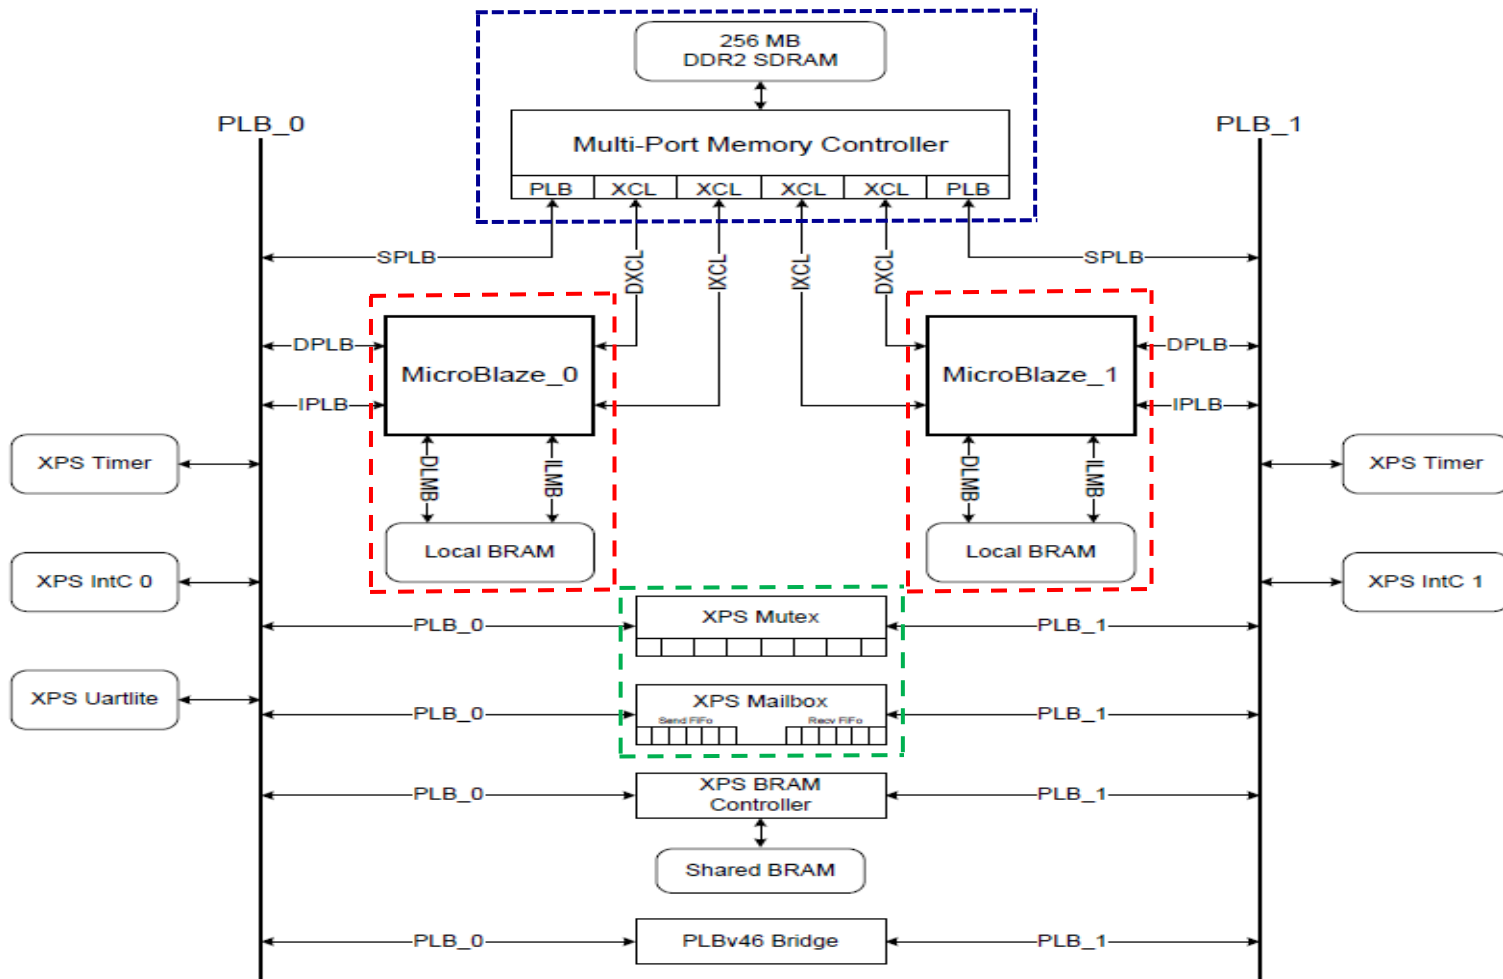 256 MB
DDR2 SDRAM
PLB_0
PLB_1
Multi-Port Memory Controller
PLB
XCL
XCL
XCL
XCL
PLB
SPLB
DXCL
IXCL
IXCL
DXCL
SPLB
DPLB
MicroBlaze_0
IPLB
MicroBlaze_1
DPLB
IPLB
XPS Timer
DLMB
ILMB
DLMB
ILMB
XPS Timer
Local BRAM
Local BRAM
XPS IntC 0
XPS IntC 1
PLB_0
XPS Mutex
PLB_1
XPS Uartlite
PLB_0
XPS Mailbox
Send FiFo
Recv FiFo
PLB_1
PLB_0
XPS BRAM
Controller
PLB_1
Shared BRAM
PLB_0
PLBv46 Bridge
PLB_1